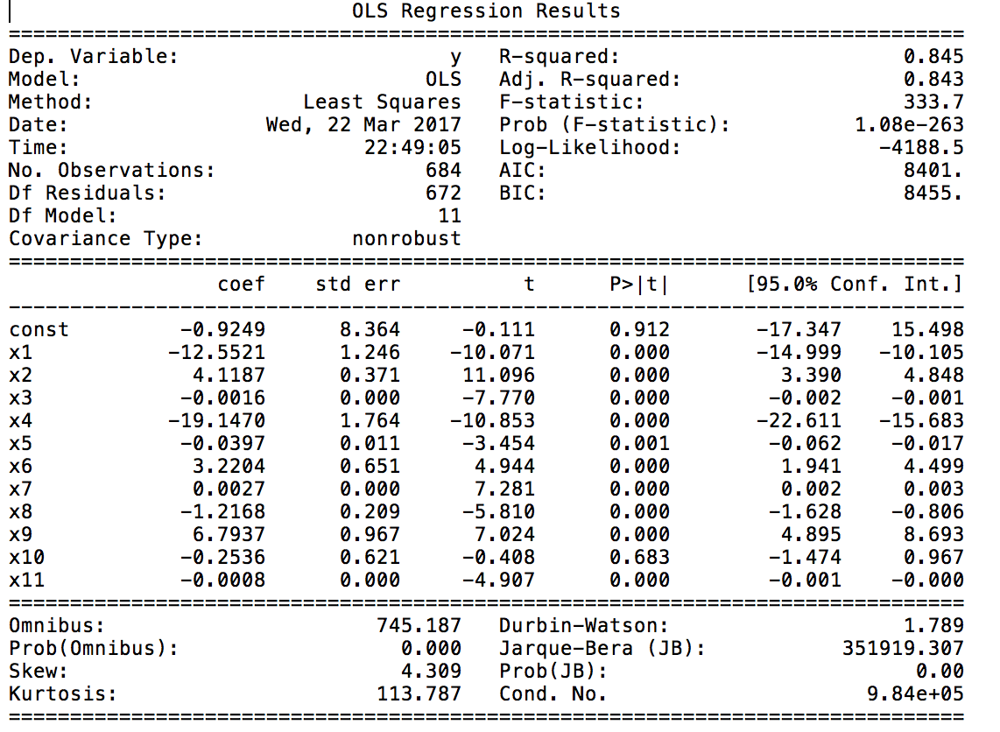 OLS Regression Results
==============================================================================
Dep. Variable:                      y   R-squared:                       0.845
Model:                            OLS   Adj. R-squared:                  0.843
Method:                 Least Squares   F-statistic:                     333.7
Date:                Wed, 22 Mar 2017   Prob (F-statistic):          1.08e-263
Time:                        22:49:05   Log-Likelihood:                -4188.5
No. Observations:                 684   AIC:                             8401.
Df Residuals:                     672   BIC:                             8455.
Df Model:                          11
Covariance Type:            nonrobust
==============================================================================
                 coef    std err          t      P>|t|      [95.0% Conf. Int.]
------------------------------------------------------------------------------
const         -0.9249      8.364     -0.111      0.912       -17.347    15.498
x1           -12.5521      1.246    -10.071      0.000       -14.999   -10.105
x2             4.1187      0.371     11.096      0.000         3.390     4.848
x3            -0.0016      0.000     -7.770      0.000        -0.002    -0.001
x4           -19.1470      1.764    -10.853      0.000       -22.611   -15.683
x5            -0.0397      0.011     -3.454      0.001        -0.062    -0.017
x6             3.2204      0.651      4.944      0.000         1.941     4.499
x7             0.0027      0.000      7.281      0.000         0.002     0.003
x8            -1.2168      0.209     -5.810      0.000        -1.628    -0.806
x9             6.7937      0.967      7.024      0.000         4.895     8.693
x10           -0.2536      0.621     -0.408      0.683        -1.474     0.967
x11           -0.0008      0.000     -4.907      0.000        -0.001    -0.000
==============================================================================
Omnibus:                      745.187   Durbin-Watson:                   1.789
Prob(Omnibus):                  0.000   Jarque-Bera (JB):           351919.307
Skew:                           4.309   Prob(JB):                         0.00
Kurtosis:                     113.787   Cond. No.                     9.84e+05
==============================================================================